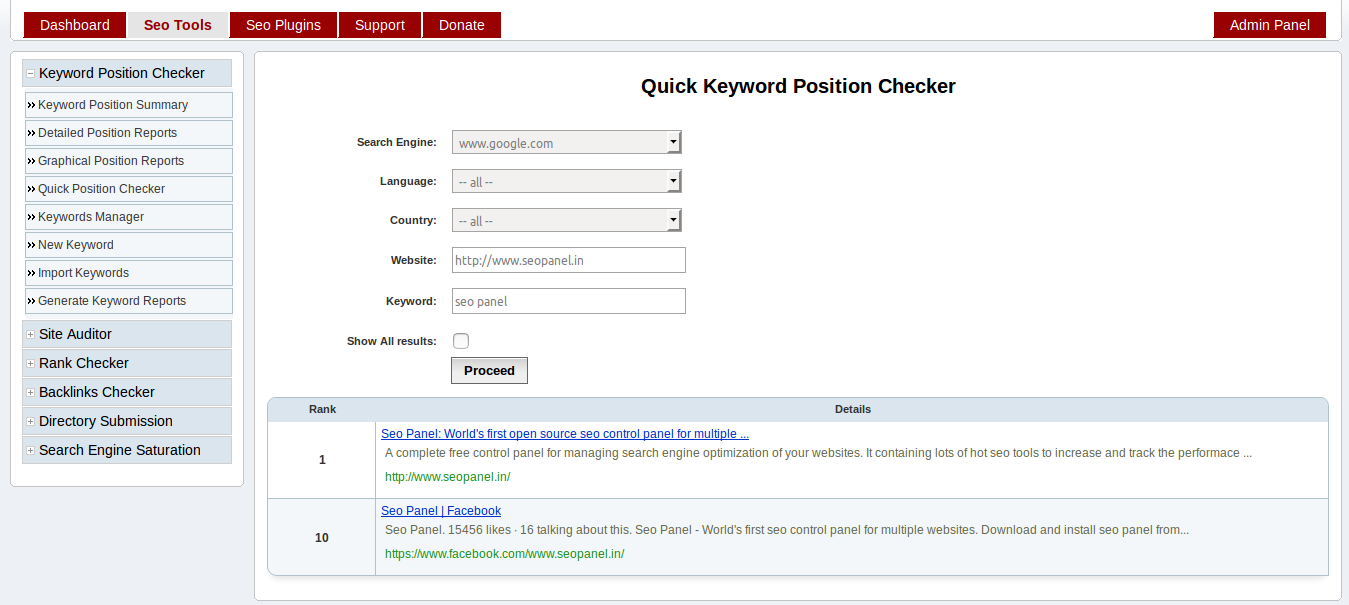 Dashboard Seo Tools Seo Plugins Support Donate Admin Panel
Keyword Position Checker
Keyword Position Summary
Detailed Position Reports
Graphical Position Reports
Quick Position Checker
Keywords Manager
New Keyword
Import Keywords
Generate Keyword Reports
Site Auditor
Rank Checker
Backlinks Checker
Directory Submission
Search Engine Saturation
Quick Keyword Position Checker
Search Engine: www.google.com
Language: -- all --
Country: -- all --
Website: http://www.seopanel.in
Keyword: seo panel
Show All results:
Proceed
Rank Details
Seo Panel: World's first open source seo control panel for multiple ...
1 A complete free control panel for managing search engine optimization of your websites. It containing lots of hot seo tools to increase and track the performace ...
http://www.seopanel.in/
Seo Panel | Facebook
10 Seo Panel. 15456 likes · 16 talking about this. Seo Panel - World's first seo control panel for multiple websites. Download and install seo panel from...
https://www.facebook.com/www.seopanel.in/